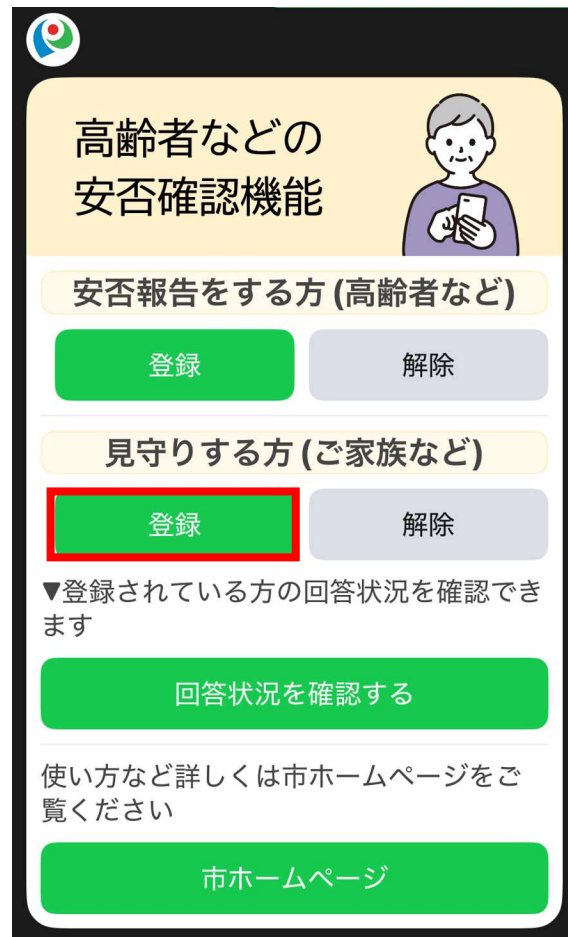 高齢者などの
安否確認機能
安否報告をする方 (高齢者など)
登録
解除
見守りする方 (ご家族など)
登録
解除
▼登録されている方の回答状況を確認でき
ます
回答状況を確認する
使い方など詳しくは市ホームページをご
覧ください
市ホームページ